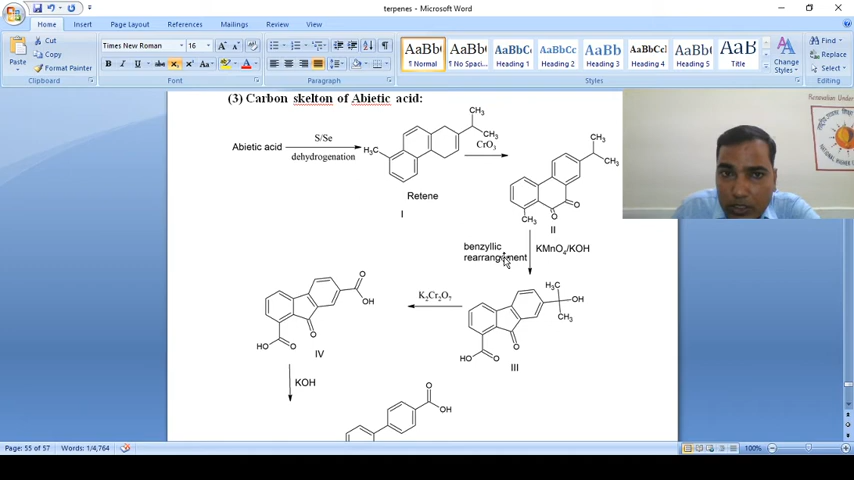 terpenes - Microsoft Word
Home Insert Page Layout References Mailings Review View
Paste
Cut
Copy
Format Painter
Clipboard
Times New Roman 16
Font
Paragraph
AaBbC AaBbC AaBbC AaBbC AaBb AaBbC AaBbC AaB
¶ Normal ¶ No Spaci... Heading 1 Heading 2 Heading 3 Heading 4 Heading 5 Title
Change
Styles
Styles
Find
Replace
Select
Editing
(3) Carbon skelton of Abietic acid:
Abietic acid
S/Se
dehydrogenation
H₃C
CH₃
CH₃
Retene
I
CrO₃
CH₃
CH₃
CH₃
O
O
II
benzyllic
rearrangement
KMnO₄/KOH
H₃C
OH
CH₃
O
HO
O
III
K₂Cr₂O₇
O
OH
O
HO
O
IV
KOH
O
OH
Page: 55 of 57 Words: 1/4,764
100%